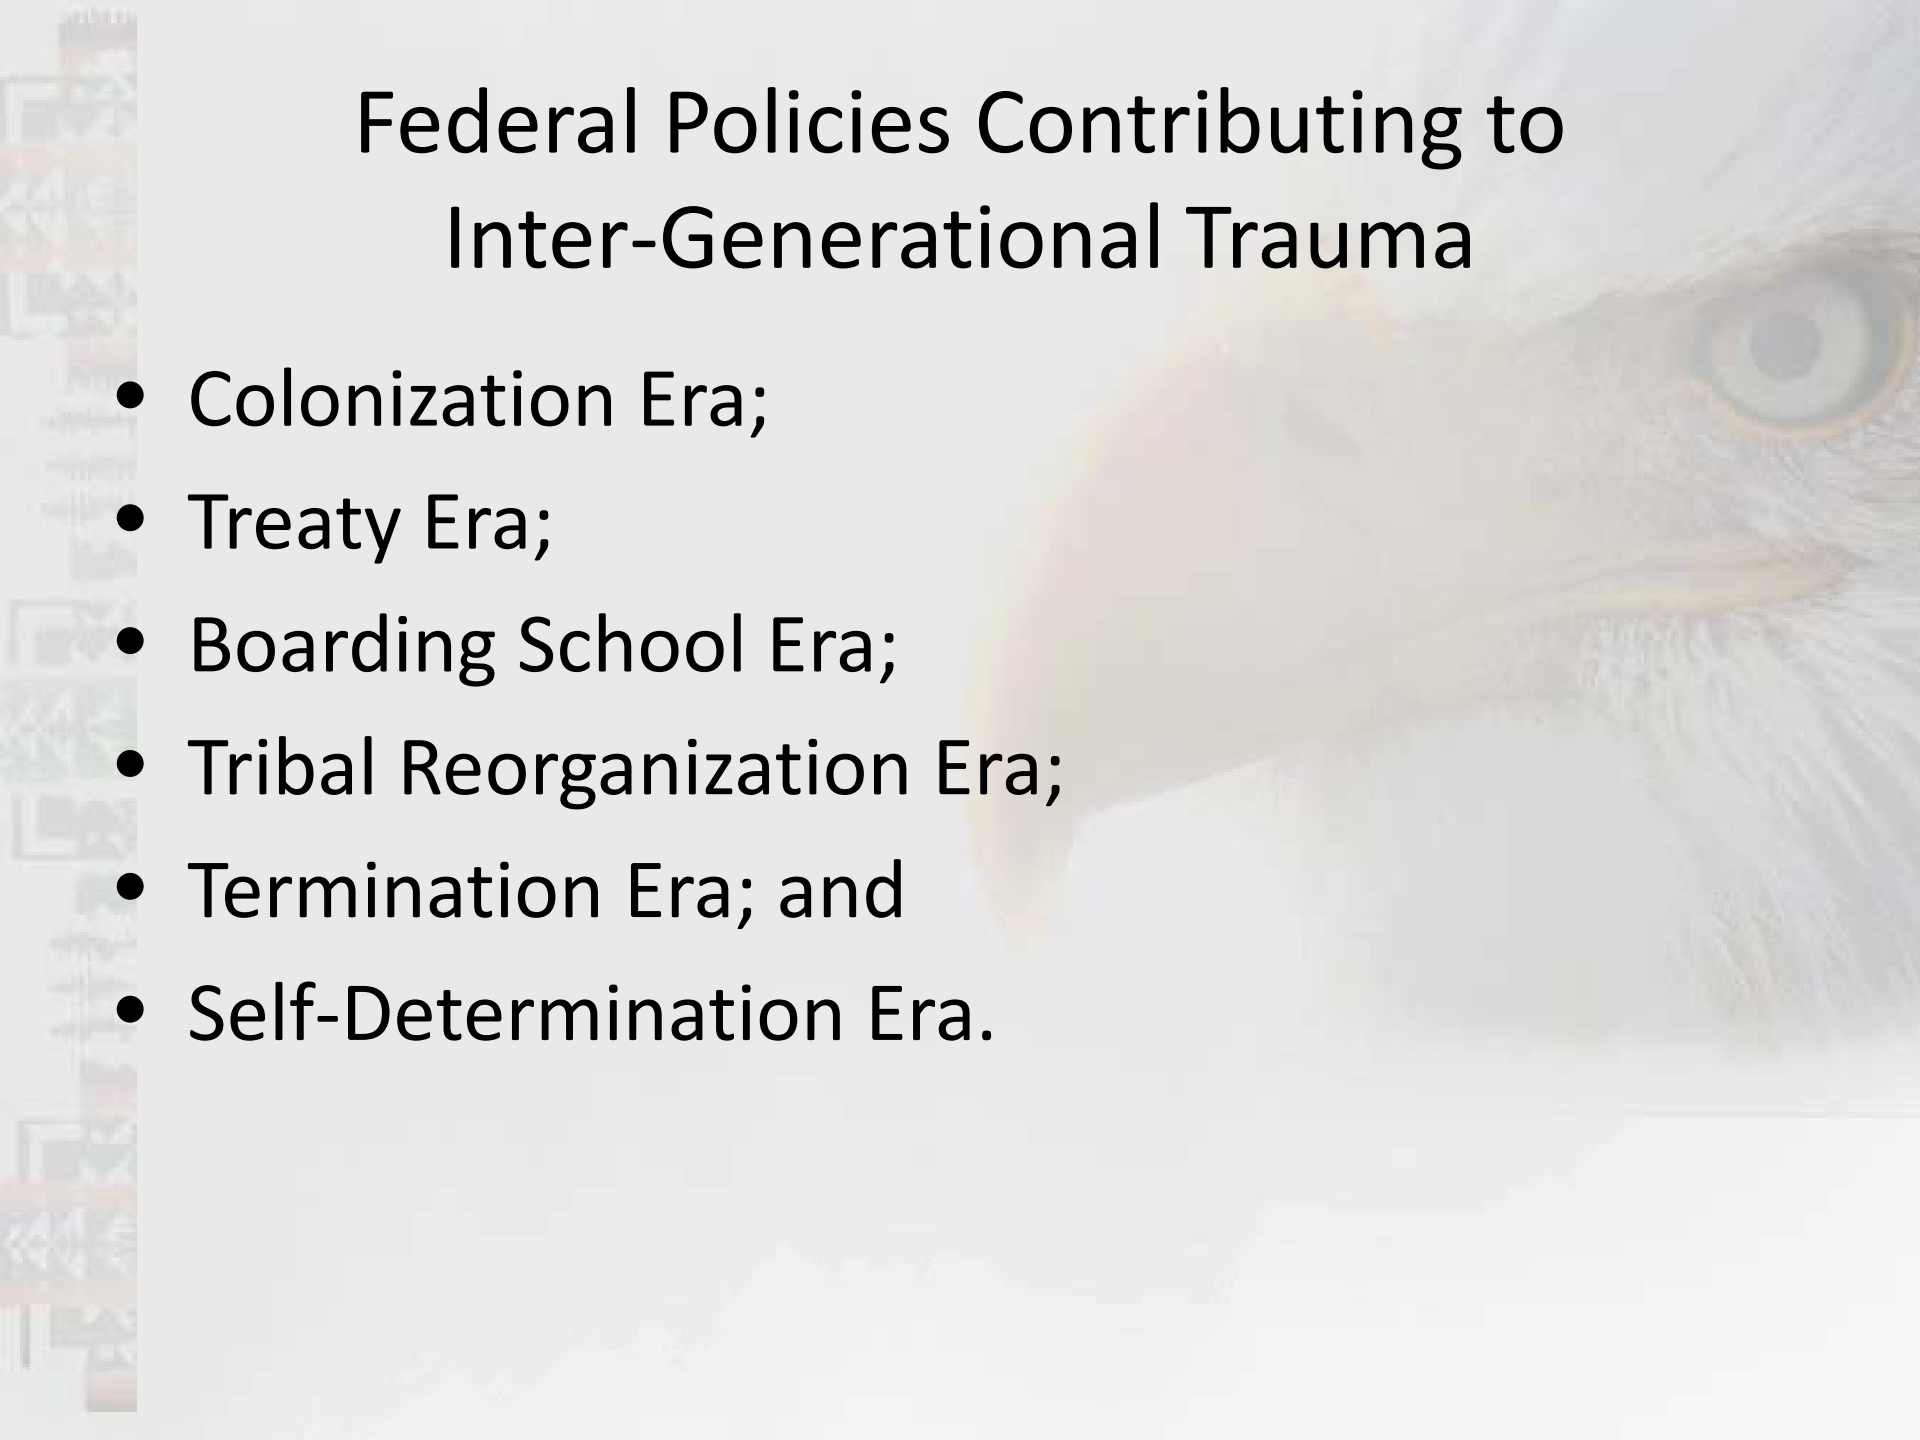 Federal Policies Contributing to
Inter-Generational Trauma
• Colonization Era;
• Treaty Era;
• Boarding School Era;
• Tribal Reorganization Era;
• Termination Era; and
• Self-Determination Era.